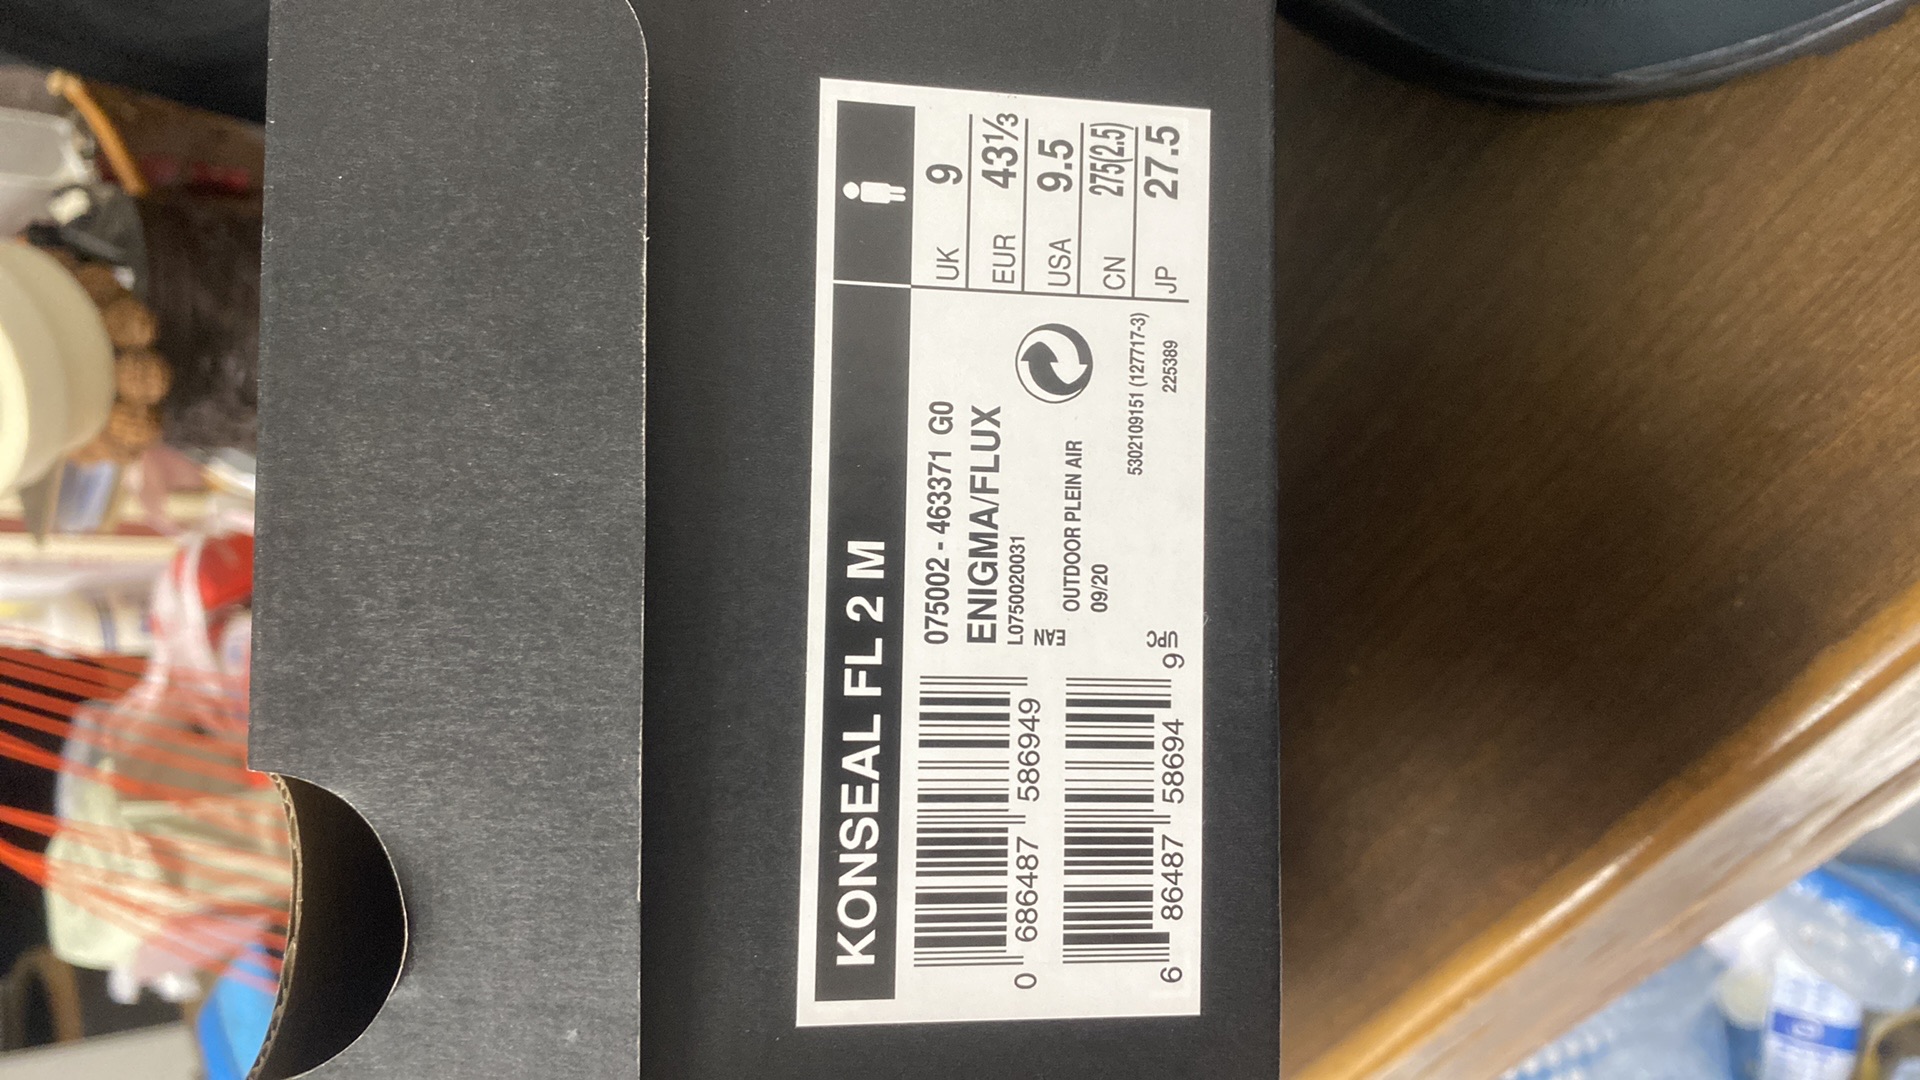 KONSEAL FL 2 M
075002 - 463371 G0
ENIGMA/FLUX
L0750020031
EAN
OUTDOOR PLEIN AIR
09/20
UPC
0 686487 586949
6 86487 58694 9
5302109151 (127717-3)
225389
UK 9
EUR 43⅓
USA 9.5
CN 275(2.5)
JP 27.5